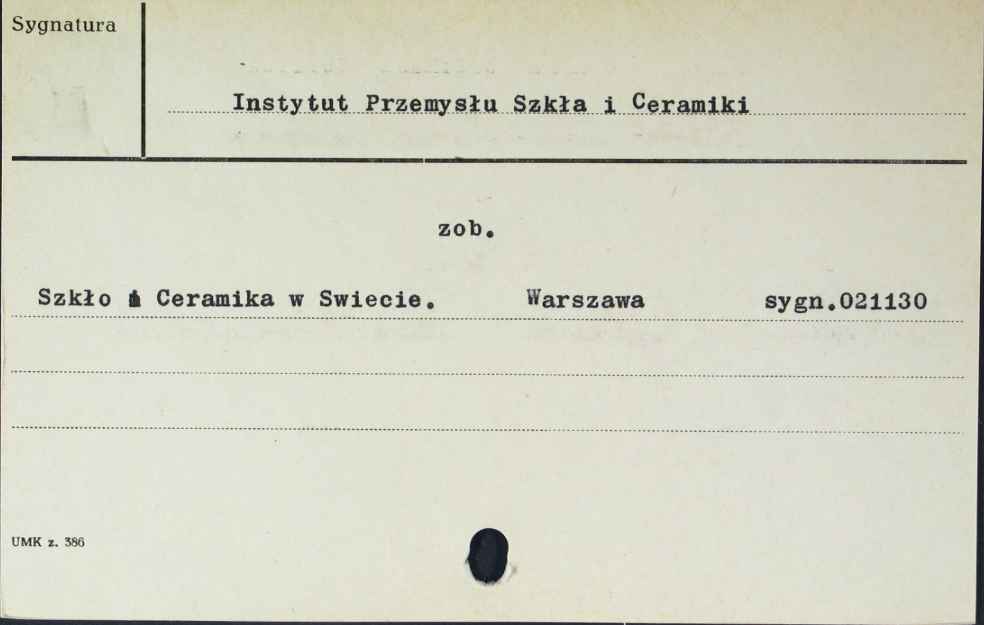 Sygnatura
Instytut Przemysłu Szkła i Ceramiki
zob.
Szkło i Ceramika w Swiecie. Warszawa sygn.021130
UMK z. 386